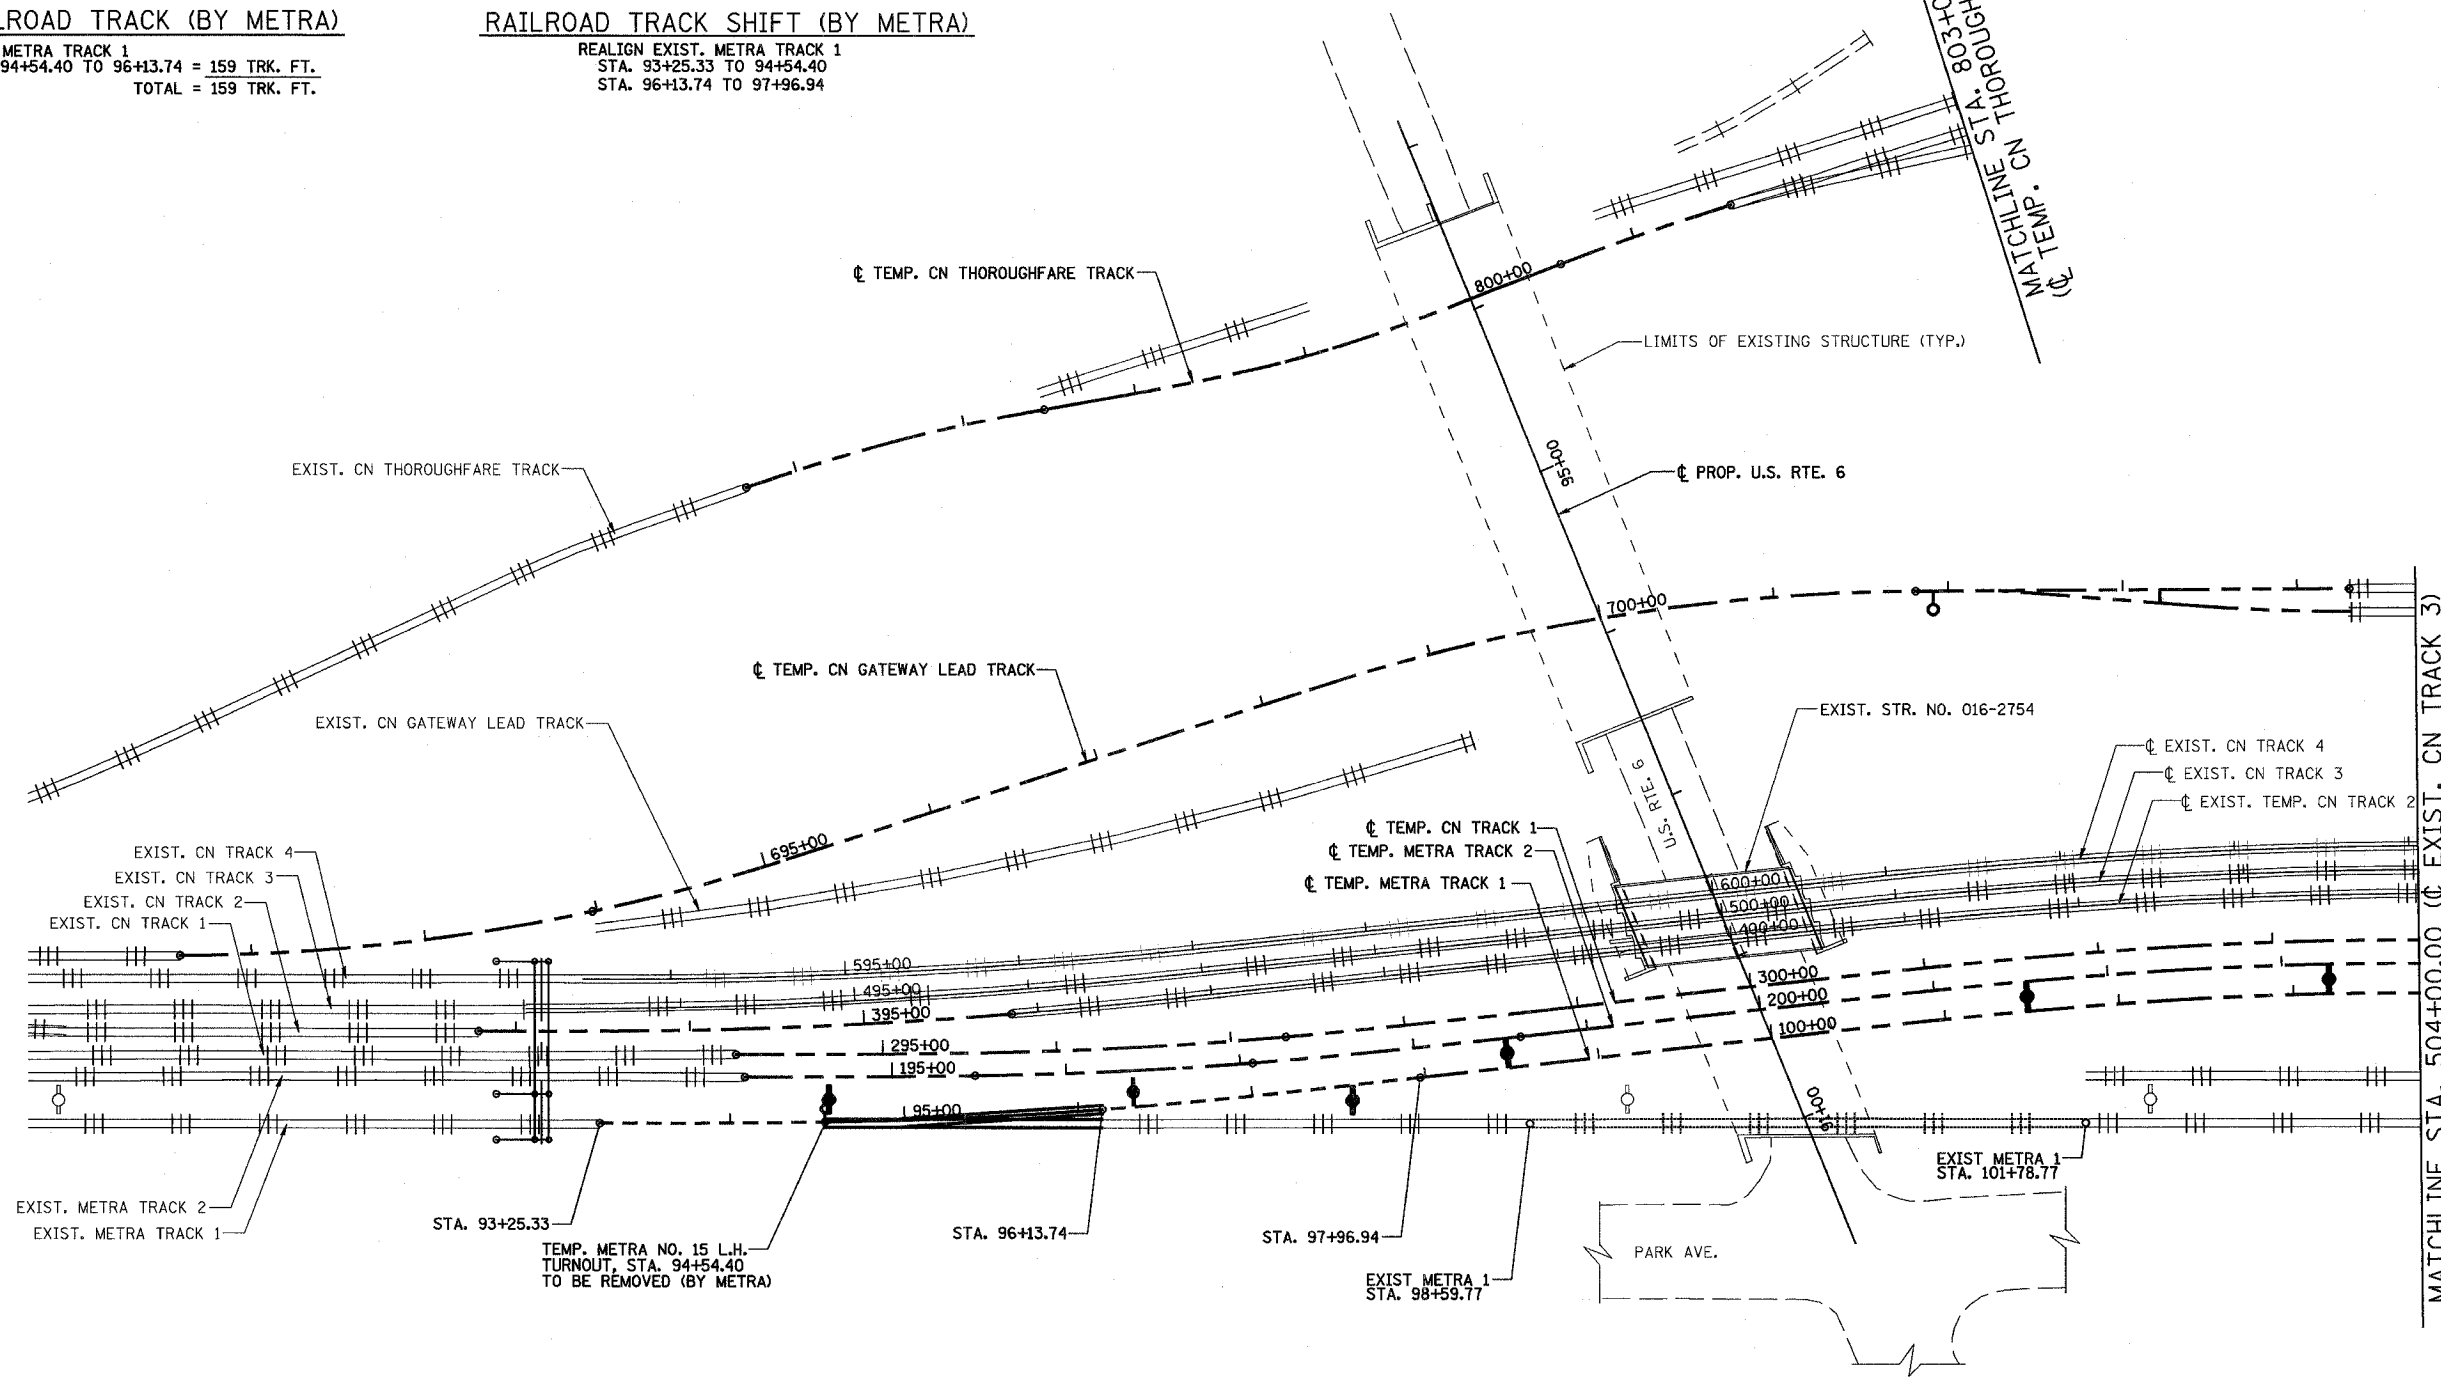 LROAD TRACK (BY METRA)
METRA TRACK 1
94+54.40 TO 96+13.74 = 159 TRK. FT.
TOTAL = 159 TRK. FT.
RAILROAD TRACK SHIFT (BY METRA)
REALIGN EXIST. METRA TRACK 1
STA. 93+25.33 TO 94+54.40
STA. 96+13.74 TO 97+96.94
MATCHLINE STA. 803+0
(℄ TEMP. CN THOROUGH
℄ TEMP. CN THOROUGHFARE TRACK
800+00
LIMITS OF EXISTING STRUCTURE (TYP.)
EXIST. CN THOROUGHFARE TRACK
95+00
℄ PROP. U.S. RTE. 6
700+00
℄ TEMP. CN GATEWAY LEAD TRACK
EXIST. CN GATEWAY LEAD TRACK
EXIST. STR. NO. 016-2754
U.S. RTE. 6
℄ EXIST. CN TRACK 4
℄ EXIST. CN TRACK 3
℄ EXIST. TEMP. CN TRACK 2
℄ TEMP. CN TRACK 1
℄ TEMP. METRA TRACK 2
℄ TEMP. METRA TRACK 1
695+00
EXIST. CN TRACK 4
EXIST. CN TRACK 3
EXIST. CN TRACK 2
EXIST. CN TRACK 1
600+00
500+00
400+00
595+00
495+00
395+00
295+00
195+00
95+00
300+00
200+00
100+00
91+00
EXIST. METRA TRACK 2
EXIST. METRA TRACK 1
STA. 93+25.33
TEMP. METRA NO. 15 L.H.
TURNOUT, STA. 94+54.40
TO BE REMOVED (BY METRA)
STA. 96+13.74
STA. 97+96.94
EXIST METRA 1
STA. 98+59.77
EXIST METRA 1
STA. 101+78.77
PARK AVE.
MATCHLINE STA. 504+00.00 (℄ EXIST. CN TRACK 3)